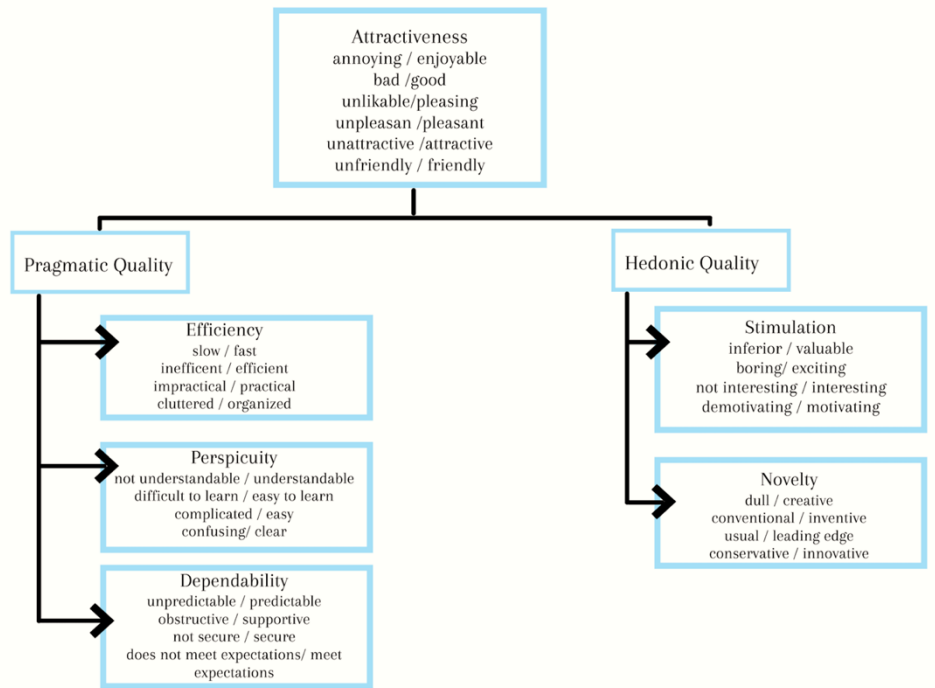 Attractiveness
annoying / enjoyable
bad /good
unlikable/pleasing
unpleasan /pleasant
unattractive /attractive
unfriendly / friendly
Pragmatic Quality
Efficiency
slow / fast
inefficent / efficient
impractical / practical
cluttered / organized
Perspicuity
not understandable / understandable
difficult to learn / easy to learn
complicated / easy
confusing/ clear
Dependability
unpredictable / predictable
obstructive / supportive
not secure / secure
does not meet expectations/ meet
expectations
Hedonic Quality
Stimulation
inferior / valuable
boring/ exciting
not interesting / interesting
demotivating / motivating
Novelty
dull / creative
conventional / inventive
usual / leading edge
conservative / innovative